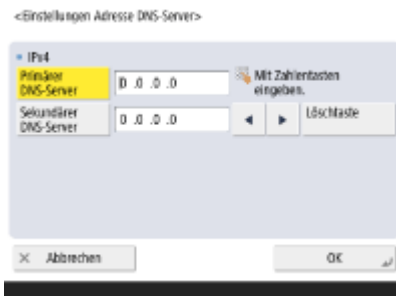 <Einstellungen Adresse DNS-Server>
IPv4
Primärer
DNS-Server
0 .0 .0 .0
Mit Zahlentasten
eingeben.
Sekundärer
DNS-Server
0 .0 .0 .0
Löschtaste
Abbrechen
OK